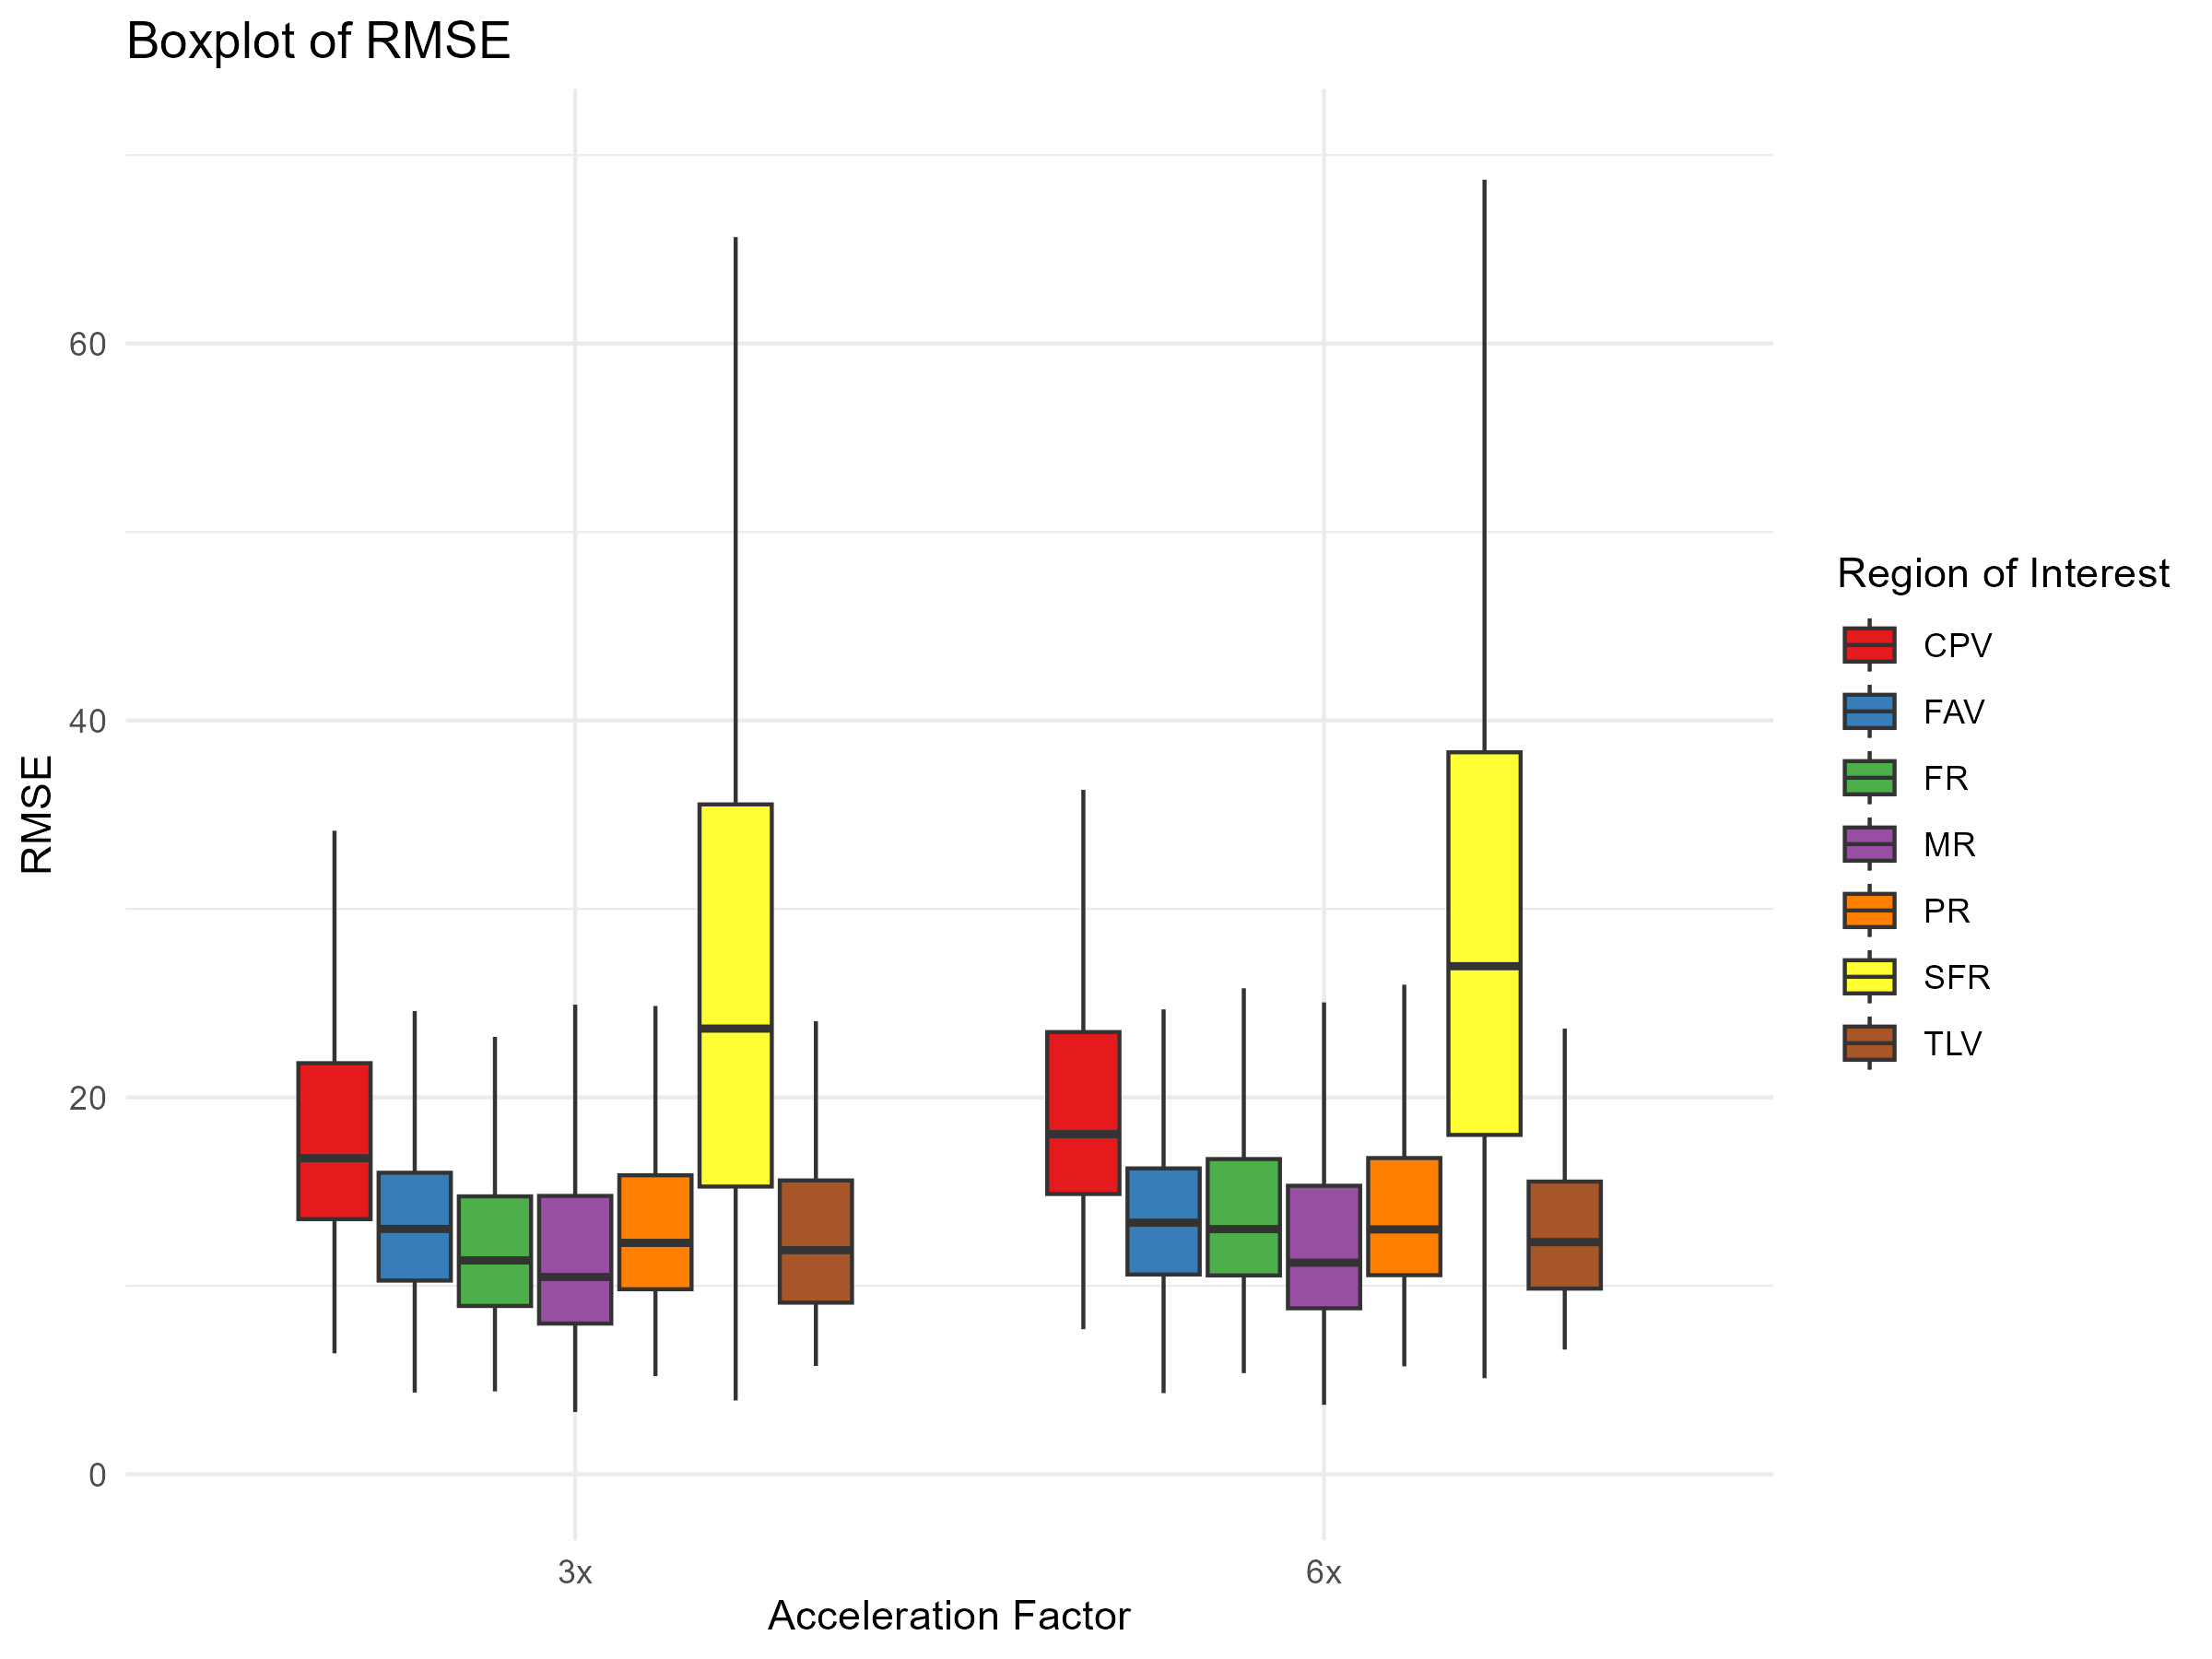 Boxplot of RMSE
RMSE
60
40
20
0
3x
6x
Acceleration Factor
Region of Interest
CPV
FAV
FR
MR
PR
SFR
TLV